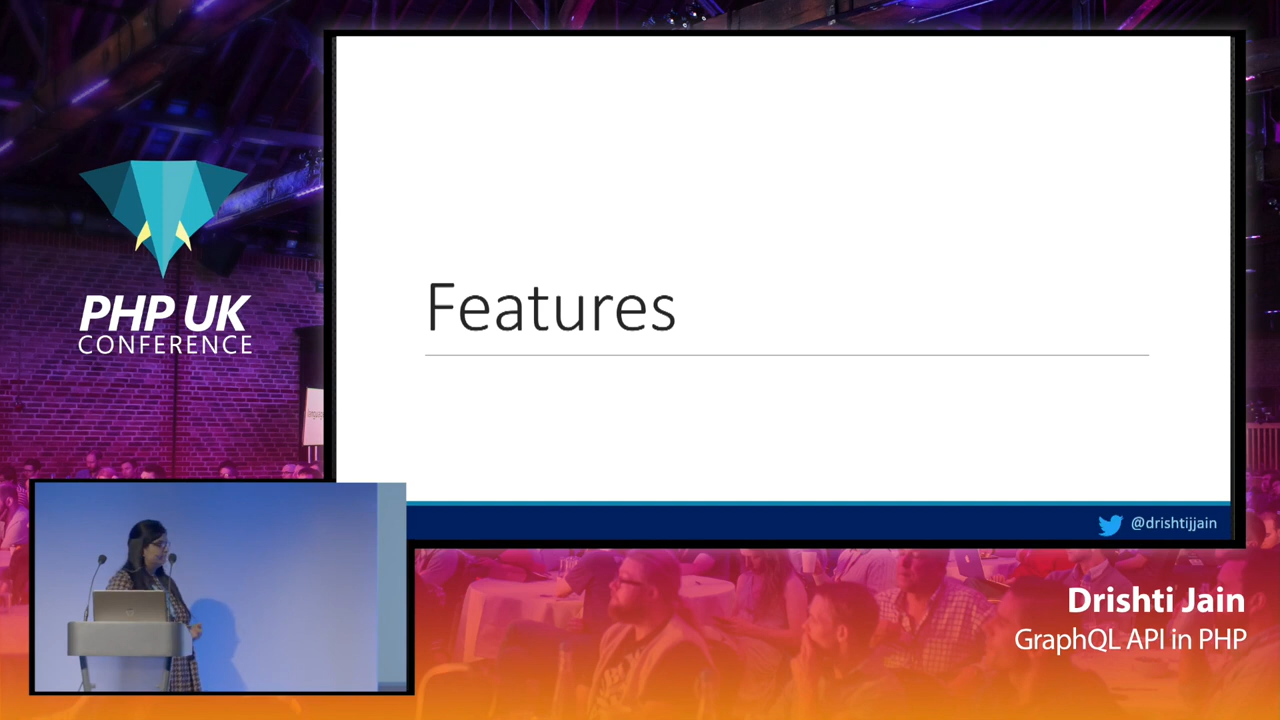 PHP UK
CONFERENCE
Features
@drishtijjain
Drishti Jain
GraphQL API in PHP